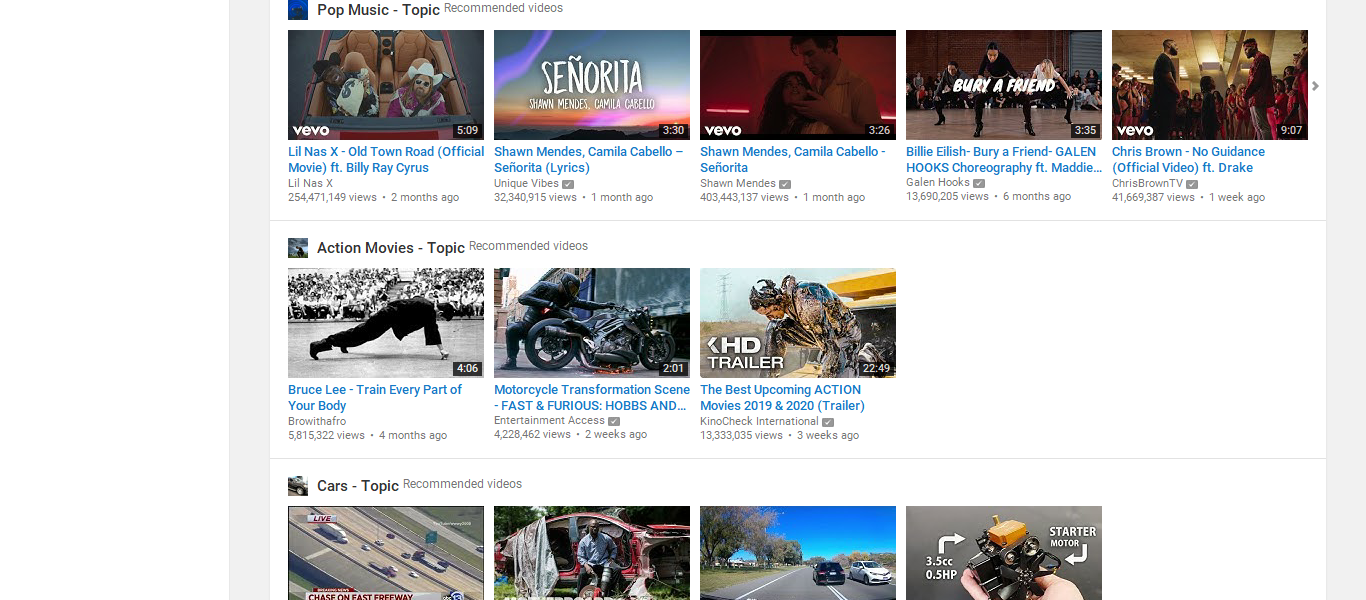 Pop Music - Topic Recommended videos
SEÑORITA
SHAWN MENDES, CAMILA CABELLO
BURY A FRIEND
vevo 5:09
3:30
vevo 3:26
3:35
vevo 9:07
Lil Nas X - Old Town Road (Official
Movie) ft. Billy Ray Cyrus
Lil Nas X
254,471,149 views • 2 months ago
Shawn Mendes, Camila Cabello –
Señorita (Lyrics)
Unique Vibes
32,340,915 views • 1 month ago
Shawn Mendes, Camila Cabello -
Señorita
Shawn Mendes
403,443,137 views • 1 month ago
Billie Eilish- Bury a Friend- GALEN
HOOKS Choreography ft. Maddie...
Galen Hooks
13,690,205 views • 6 months ago
Chris Brown - No Guidance
(Official Video) ft. Drake
ChrisBrownTV
41,669,387 views • 1 week ago
Action Movies - Topic Recommended videos
4:06
2:01
HD
TRAILER
22:49
Bruce Lee - Train Every Part of
Your Body
Browithafro
5,815,322 views • 4 months ago
Motorcycle Transformation Scene
- FAST & FURIOUS: HOBBS AND...
Entertainment Access
4,228,462 views • 2 weeks ago
The Best Upcoming ACTION
Movies 2019 & 2020 (Trailer)
KinoCheck International
13,333,035 views • 3 weeks ago
Cars - Topic Recommended videos
LIVE
BREAKING NEWS
CHASE ON EAST FREEWAY
abc13
3.5cc
0.5HP
STARTER
MOTOR